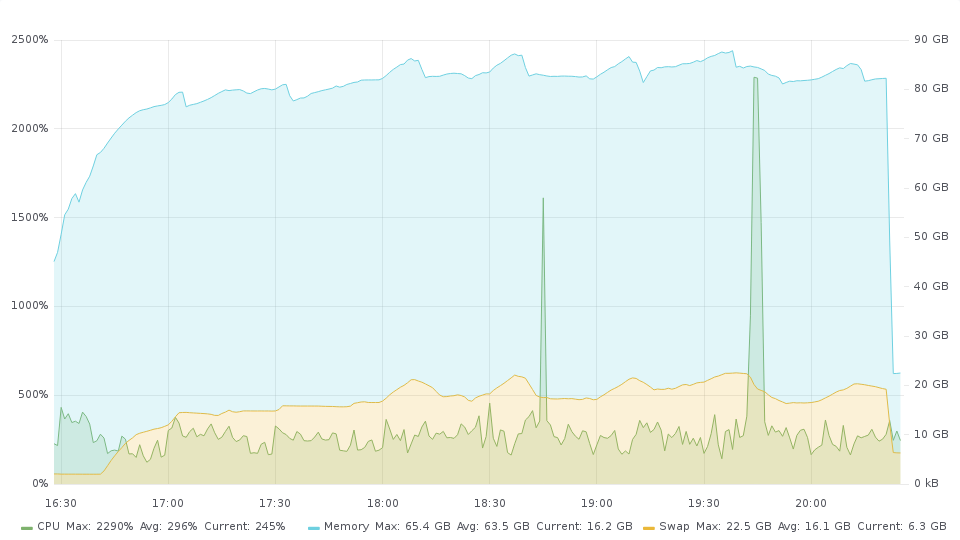 2500% 90 GB
80 GB
2000% 70 GB
60 GB
1500% 50 GB
1000% 40 GB
30 GB
500% 20 GB
10 GB
0% 0 kB
16:30 17:00 17:30 18:00 18:30 19:00 19:30 20:00
CPU Max: 2290% Avg: 296% Current: 245% Memory Max: 65.4 GB Avg: 63.5 GB Current: 16.2 GB Swap Max: 22.5 GB Avg: 16.1 GB Current: 6.3 GB